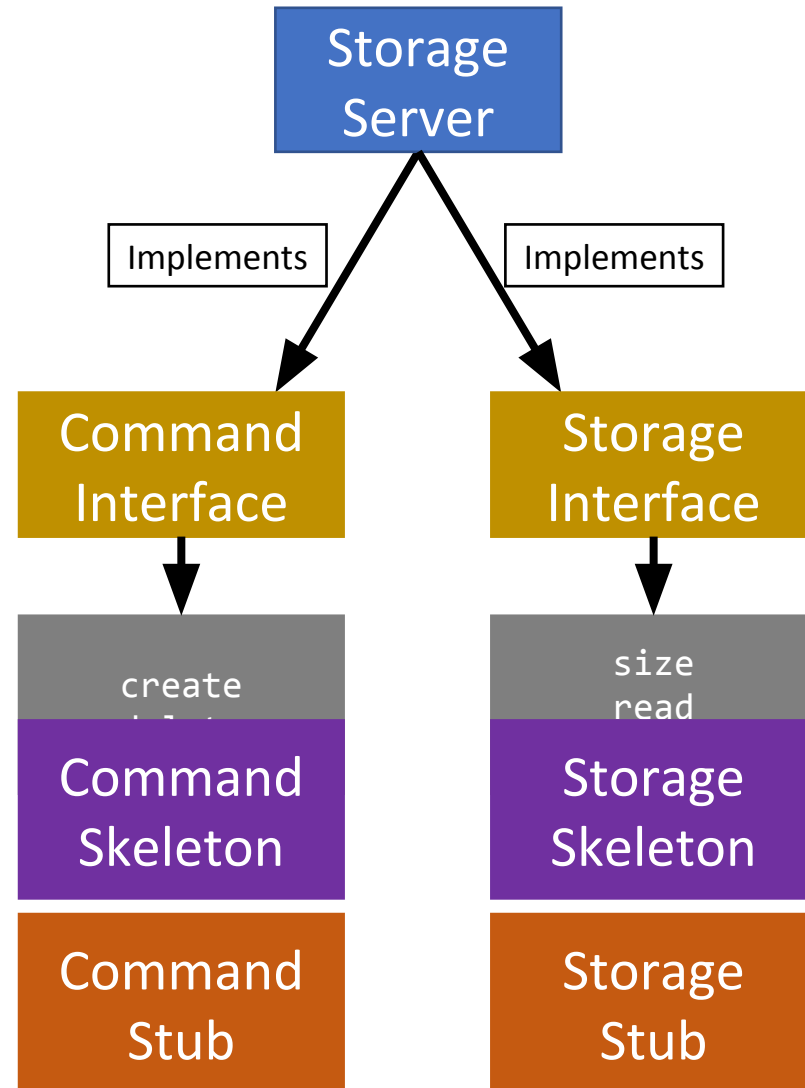 Storage
Server
Implements
Implements
Command
Interface
Storage
Interface
create
size
read
Command
Skeleton
Storage
Skeleton
Command
Stub
Storage
Stub